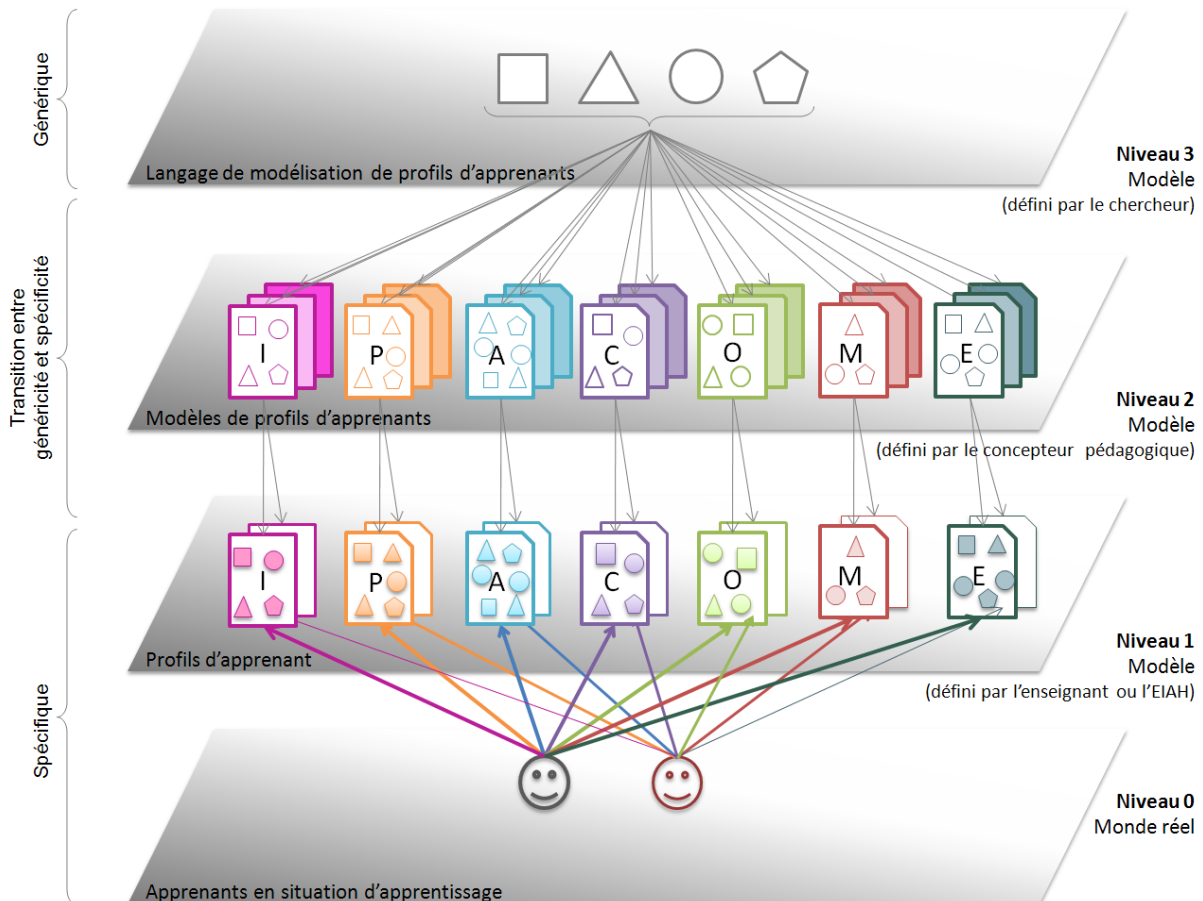 Générique
Langage de modélisation de profils d'apprenants
Niveau 3
Modèle
(défini par le chercheur)
Transition entre
généricité et spécificité
I
P
A
C
O
M
E
Modèles de profils d'apprenants
Niveau 2
Modèle
(défini par le concepteur pédagogique)
Spécifique
I
P
A
C
O
M
E
Profils d'apprenant
Niveau 1
Modèle
(défini par l'enseignant ou l'EIAH)
Niveau 0
Monde réel
Apprenants en situation d'apprentissage